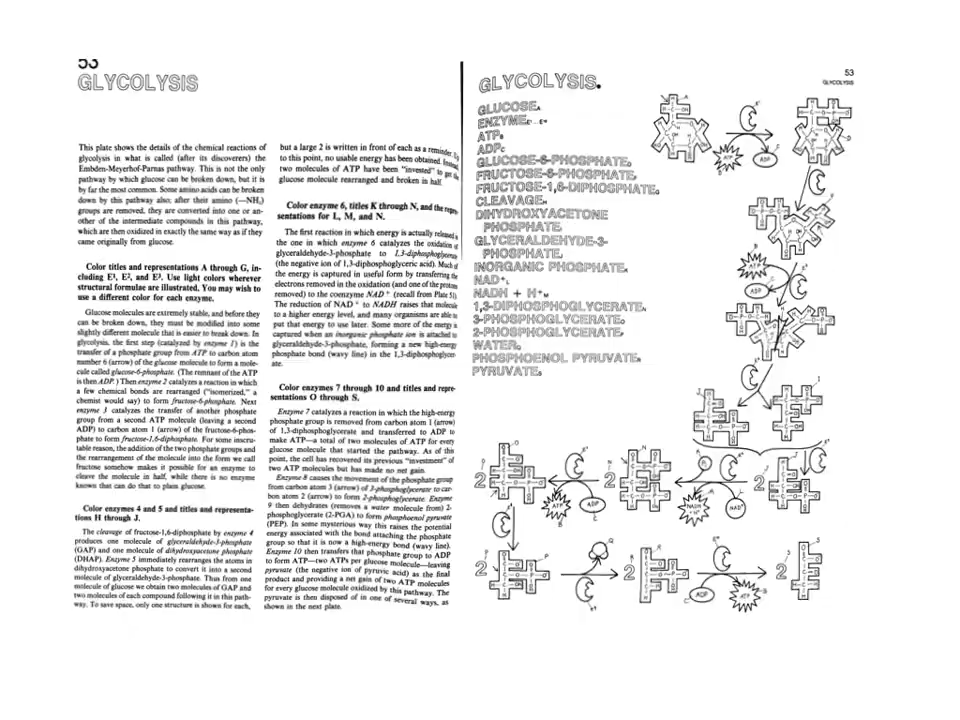 53
GLYCOLYSIS
This plate shows the details of the chemical reactions of
glycolysis in what is called (after its discoverers) the
Embden-Meyerhof-Parnas pathway. This is not the only
pathway by which glucose can be broken down, but it is
by far the most common. Some amino acids can be broken
down by this pathway also; after their amino (—NH₂)
groups are removed, they are converted into one or an-
other of the intermediate compounds in this pathway,
which are then oxidized in exactly the same way as if they
came originally from glucose.
Color titles and representations A through G, in-
cluding E¹, E², and E³. Use light colors wherever
structural formulae are illustrated. You may wish to
use a different color for each enzyme.
Glucose molecules are extremely stable, and before they
can be broken down, they must be modified into some
slightly different molecule that is easier to break down. In
glycolysis, the first step (catalyzed by enzyme 1) is the
transfer of a phosphate group from ATP to carbon atom
number 6 (arrow) of the glucose molecule to form a mole-
cule called glucose-6-phosphate. (The remnant of the ATP
is then ADP.) Then enzyme 2 catalyzes a reaction in which
a few chemical bonds are rearranged ("isomerized," a
chemist would say) to form fructose-6-phosphate. Next
enzyme 3 catalyzes the transfer of another phosphate
group from a second ATP molecule (leaving a second
ADP) to carbon atom 1 (arrow) of the fructose-6-phos-
phate to form fructose-1,6-diphosphate. For some inscru-
table reason, the addition of the two phosphate groups and
the rearrangement of the molecule into the form we call
fructose somehow makes it possible for an enzyme to
cleave the molecule in half, while there is no enzyme
known that can do that to plain glucose.
Color enzymes 4 and 5 and titles and representa-
tions H through J.
The cleavage of fructose-1,6-diphosphate by enzyme 4
produces one molecule of glyceraldehyde-3-phosphate
(GAP) and one molecule of dihydroxyacetone phosphate
(DHAP). Enzyme 5 immediately rearranges the atoms in
dihydroxyacetone phosphate to convert it into a second
molecule of glyceraldehyde-3-phosphate. Thus from one
molecule of glucose we obtain two molecules of GAP and
two molecules of each compound following it in this path-
way. To save space, only one structure is shown for each,
but a large 2 is written in front of each as a reminder. Up
to this point, no usable energy has been obtained. Instead,
two molecules of ATP have been "invested" to get the
glucose molecule rearranged and broken in half.
Color enzyme 6, titles K through N, and the repre-
sentations for L, M, and N.
The first reaction in which energy is actually released is
the one in which enzyme 6 catalyzes the oxidation of
glyceraldehyde-3-phosphate to 1,3-diphosphoglycerate
(the negative ion of 1,3-diphosphoglyceric acid). Much of
the energy is captured in useful form by transferring the
electrons removed in the oxidation (and one of the protons
removed) to the coenzyme NAD⁺ (recall from Plate 51).
The reduction of NAD⁺ to NADH raises that molecule
to a higher level, and many organisms are able to
put that energy to use later. Some more of the energy is
captured when an inorganic phosphate ion is attached to
glyceraldehyde-3-phosphate, forming a new high-energy
phosphate bond (wavy line) in the 1,3-diphosphoglycer-
ate.
Color enzymes 7 through 10 and titles and repre-
sentations O through S.
Enzyme 7 catalyzes a reaction in which the high-energy
phosphate group is removed from carbon atom 1 (arrow)
of 1,3-diphosphoglycerate and transferred to ADP to
make ATP—a total of two molecules of ATP for every
glucose molecule that started the pathway. As of this
point, the cell has recovered its previous "investment" of
two ATP molecules but has made no net gain.
Enzyme 8 causes the movement of the phosphate group
from carbon atom 3 (arrow) of 3-phosphoglycerate to car-
bon atom 2 (arrow) to form 2-phosphoglycerate. Enzyme
9 then dehydrates (removes a water molecule from) 2-
phosphoglycerate (2-PGA) to form phosphoenol pyruvate
(PEP). In some mysterious way this raises the potential
energy associated with the bond attaching the phosphate
group so that it is now a high-energy bond (wavy line).
Enzyme 10 then transfers that phosphate group to ADP
to form ATP—two ATPs per glucose molecule—leaving
pyruvate (the negative ion of pyruvic acid) as the final
product and providing a net gain of two ATP molecules
for every glucose molecule oxidized by this pathway. The
pyruvate is then disposed of in one of several ways, as
shown in the next plate.
53
GLYCOLYSIS
GLYCOLYSIS.
GLUCOSE A
ENZYME E¹...E¹⁰
ATP B
ADP C
GLUCOSE-6-PHOSPHATE D
FRUCTOSE-6-PHOSPHATE F
FRUCTOSE-1,6-DIPHOSPHATE G
CLEAVAGE H
DIHYDROXYACETONE
PHOSPHATE I
GLYCERALDEHYDE-3-
PHOSPHATE J
INORGANIC PHOSPHATE K
NAD⁺ L
NADH + H⁺ M
1,3-DIPHOSPHOGLYCERATE N
3-PHOSPHOGLYCERATE O
2-PHOSPHOGLYCERATE P
WATER Q
PHOSPHOENOL PYRUVATE R
PYRUVATE S
ATP
ADP
ATP
ADP
2
ATP
ADP
2
NADH + H⁺
NAD⁺
2
2
2
ADP
ATP
2